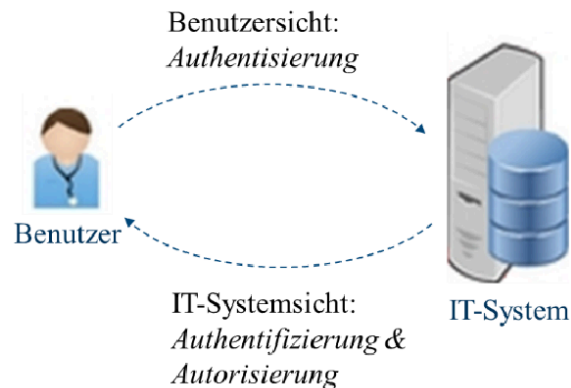 Benutzersicht:
Authentisierung
Benutzer
IT-System
IT-Systemsicht:
Authentifizierung &
Autorisierung